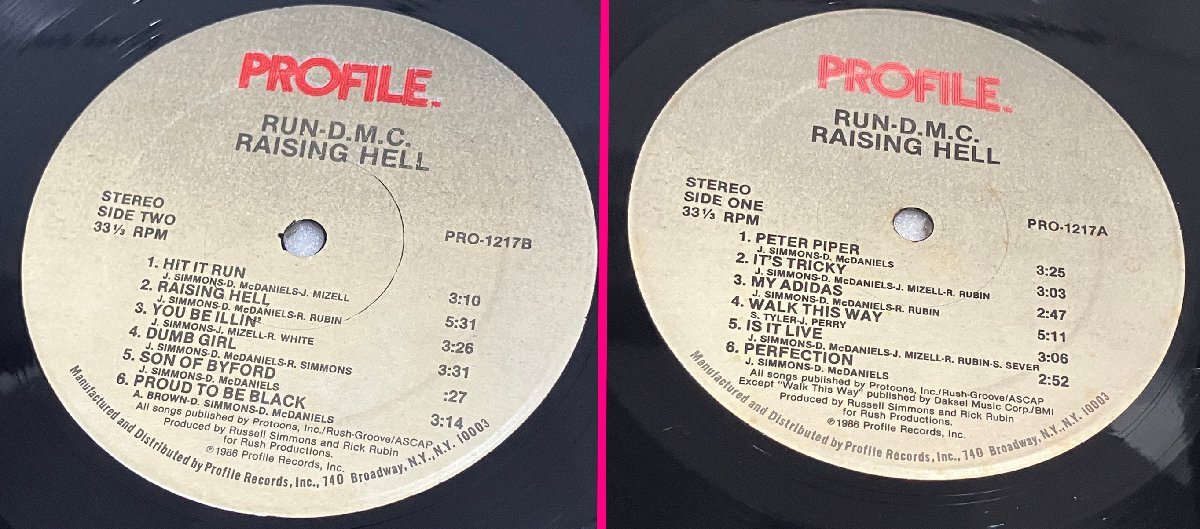 PROFILE™
RUN-D.M.C.
RAISING HELL
STEREO
SIDE TWO
33⅓ RPM
PRO-1217B
1. HIT IT RUN
J. SIMMONS-D. McDANIELS-J. MIZELL 3:10
2. RAISING HELL
J. SIMMONS-D. McDANIELS-R. RUBIN 5:31
3. YOU BE ILLIN'
J. SIMMONS-J. MIZELL-R. WHITE 3:26
4. DUMB GIRL
J. SIMMONS-D. McDANIELS-R. SIMMONS 3:31
5. SON OF BYFORD
J. SIMMONS-D. McDANIELS :27
6. PROUD TO BE BLACK
A. BROWN-D. SIMMONS-D. McDANIELS 3:14
All songs published by Protoons, Inc./Rush-Groove/ASCAP
Produced by Russell Simmons and Rick Rubin
for Rush Productions.
℗1986 Profile Records, Inc.
Manufactured and Distributed by Profile Records, Inc., 740 Broadway, N.Y., N.Y. 10003
PROFILE™
RUN-D.M.C.
RAISING HELL
STEREO
SIDE ONE
33⅓ RPM
PRO-1217A
1. PETER PIPER
J. SIMMONS-D. McDANIELS 3:25
2. IT'S TRICKY
J. SIMMONS-D. McDANIELS-J. MIZELL-R. RUBIN 3:03
3. MY ADIDAS
J. SIMMONS-D. McDANIELS-R. RUBIN 2:47
4. WALK THIS WAY
S. TYLER-J. PERRY 5:11
5. IS IT LIVE
J. SIMMONS-D. McDANIELS-J. MIZELL-R. RUBIN-S. SEVER 3:06
6. PERFECTION
J. SIMMONS-D. McDANIELS 2:52
All songs published by Protoons, Inc./Rush-Groove/ASCAP
Except "Walk This Way" published by Daksel Music Corp./BMI
Produced by Russell Simmons and Rick Rubin
for Rush Productions.
℗1986 Profile Records, Inc.
Manufactured and Distributed by Profile Records, Inc., 740 Broadway, N.Y., N.Y. 10003